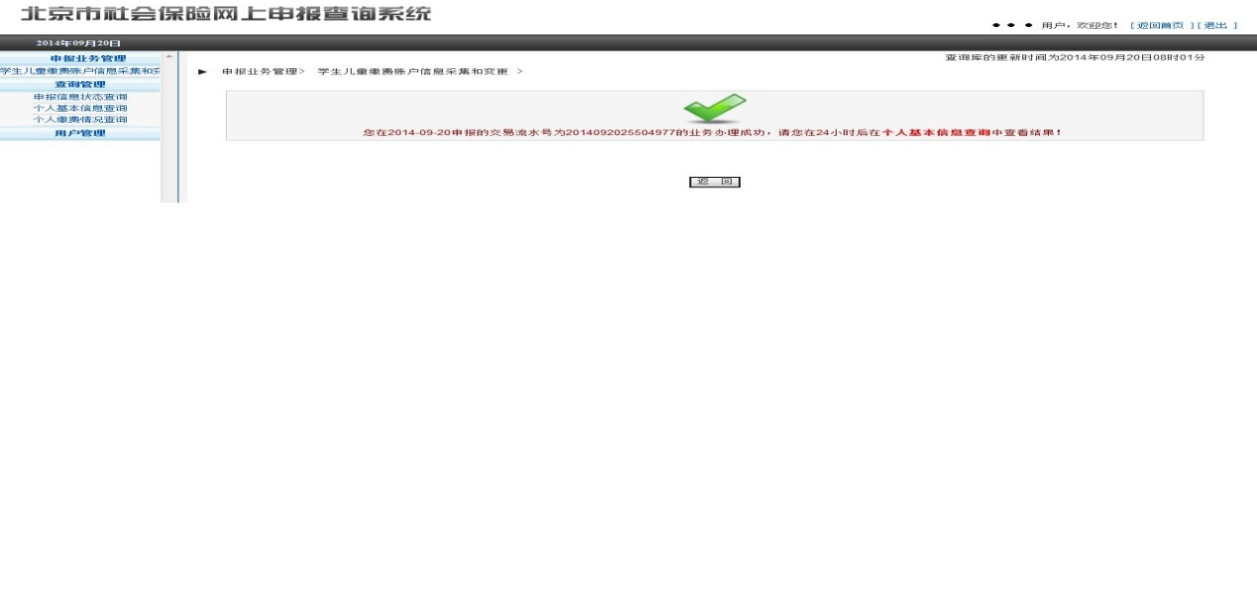 北京市社会保险网上申报查询系统
● ● ● 用户，欢迎您! [返回首页][退出]
2014年09月20日
查询库的更新时间为2014年09月20日08时01分
申报业务管理
学生儿童缴费账户信息采集和变
► 申报业务管理> 学生儿童缴费账户信息采集和变更 >
查询管理
申报信息状态查询
个人基本信息查询
个人缴费情况查询
用户管理
您在2014-09-20申报的交易流水号为2014092025504977的业务办理成功，请您在24小时后在个人基本信息查询中查看结果！
返 回